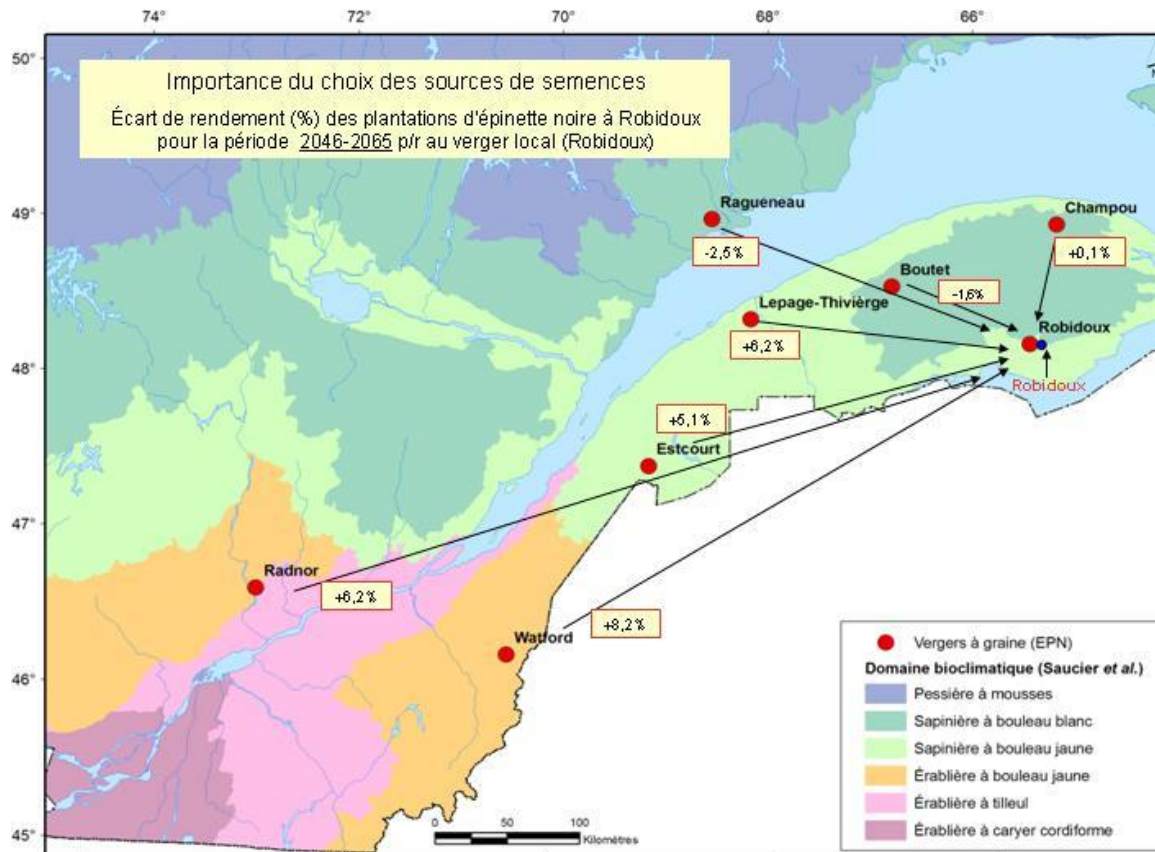 74°
72°
70°
68°
66°
50°
49°
48°
47°
46°
45°
Importance du choix des sources de semences
Écart de rendement (%) des plantations d'épinette noire à Robidoux
pour la période 2046-2065 p/r au verger local (Robidoux)
Ragueneau
-2,5%
Champou
+0,1%
Boutet
-1,6%
Lepage-Thivièrge
+6,2%
Robidoux
Robidoux
+5,1%
Estcourt
Radnor
+6,2%
Watford
+8,2%
0 50 100
Kilomètres
Vergers à graine (EPN)
Domaine bioclimatique (Saucier et al.)
Pessière à mousses
Sapinière à bouleau blanc
Sapinière à bouleau jaune
Érablière à bouleau jaune
Érablière à tilleul
Érablière à caryer cordiforme